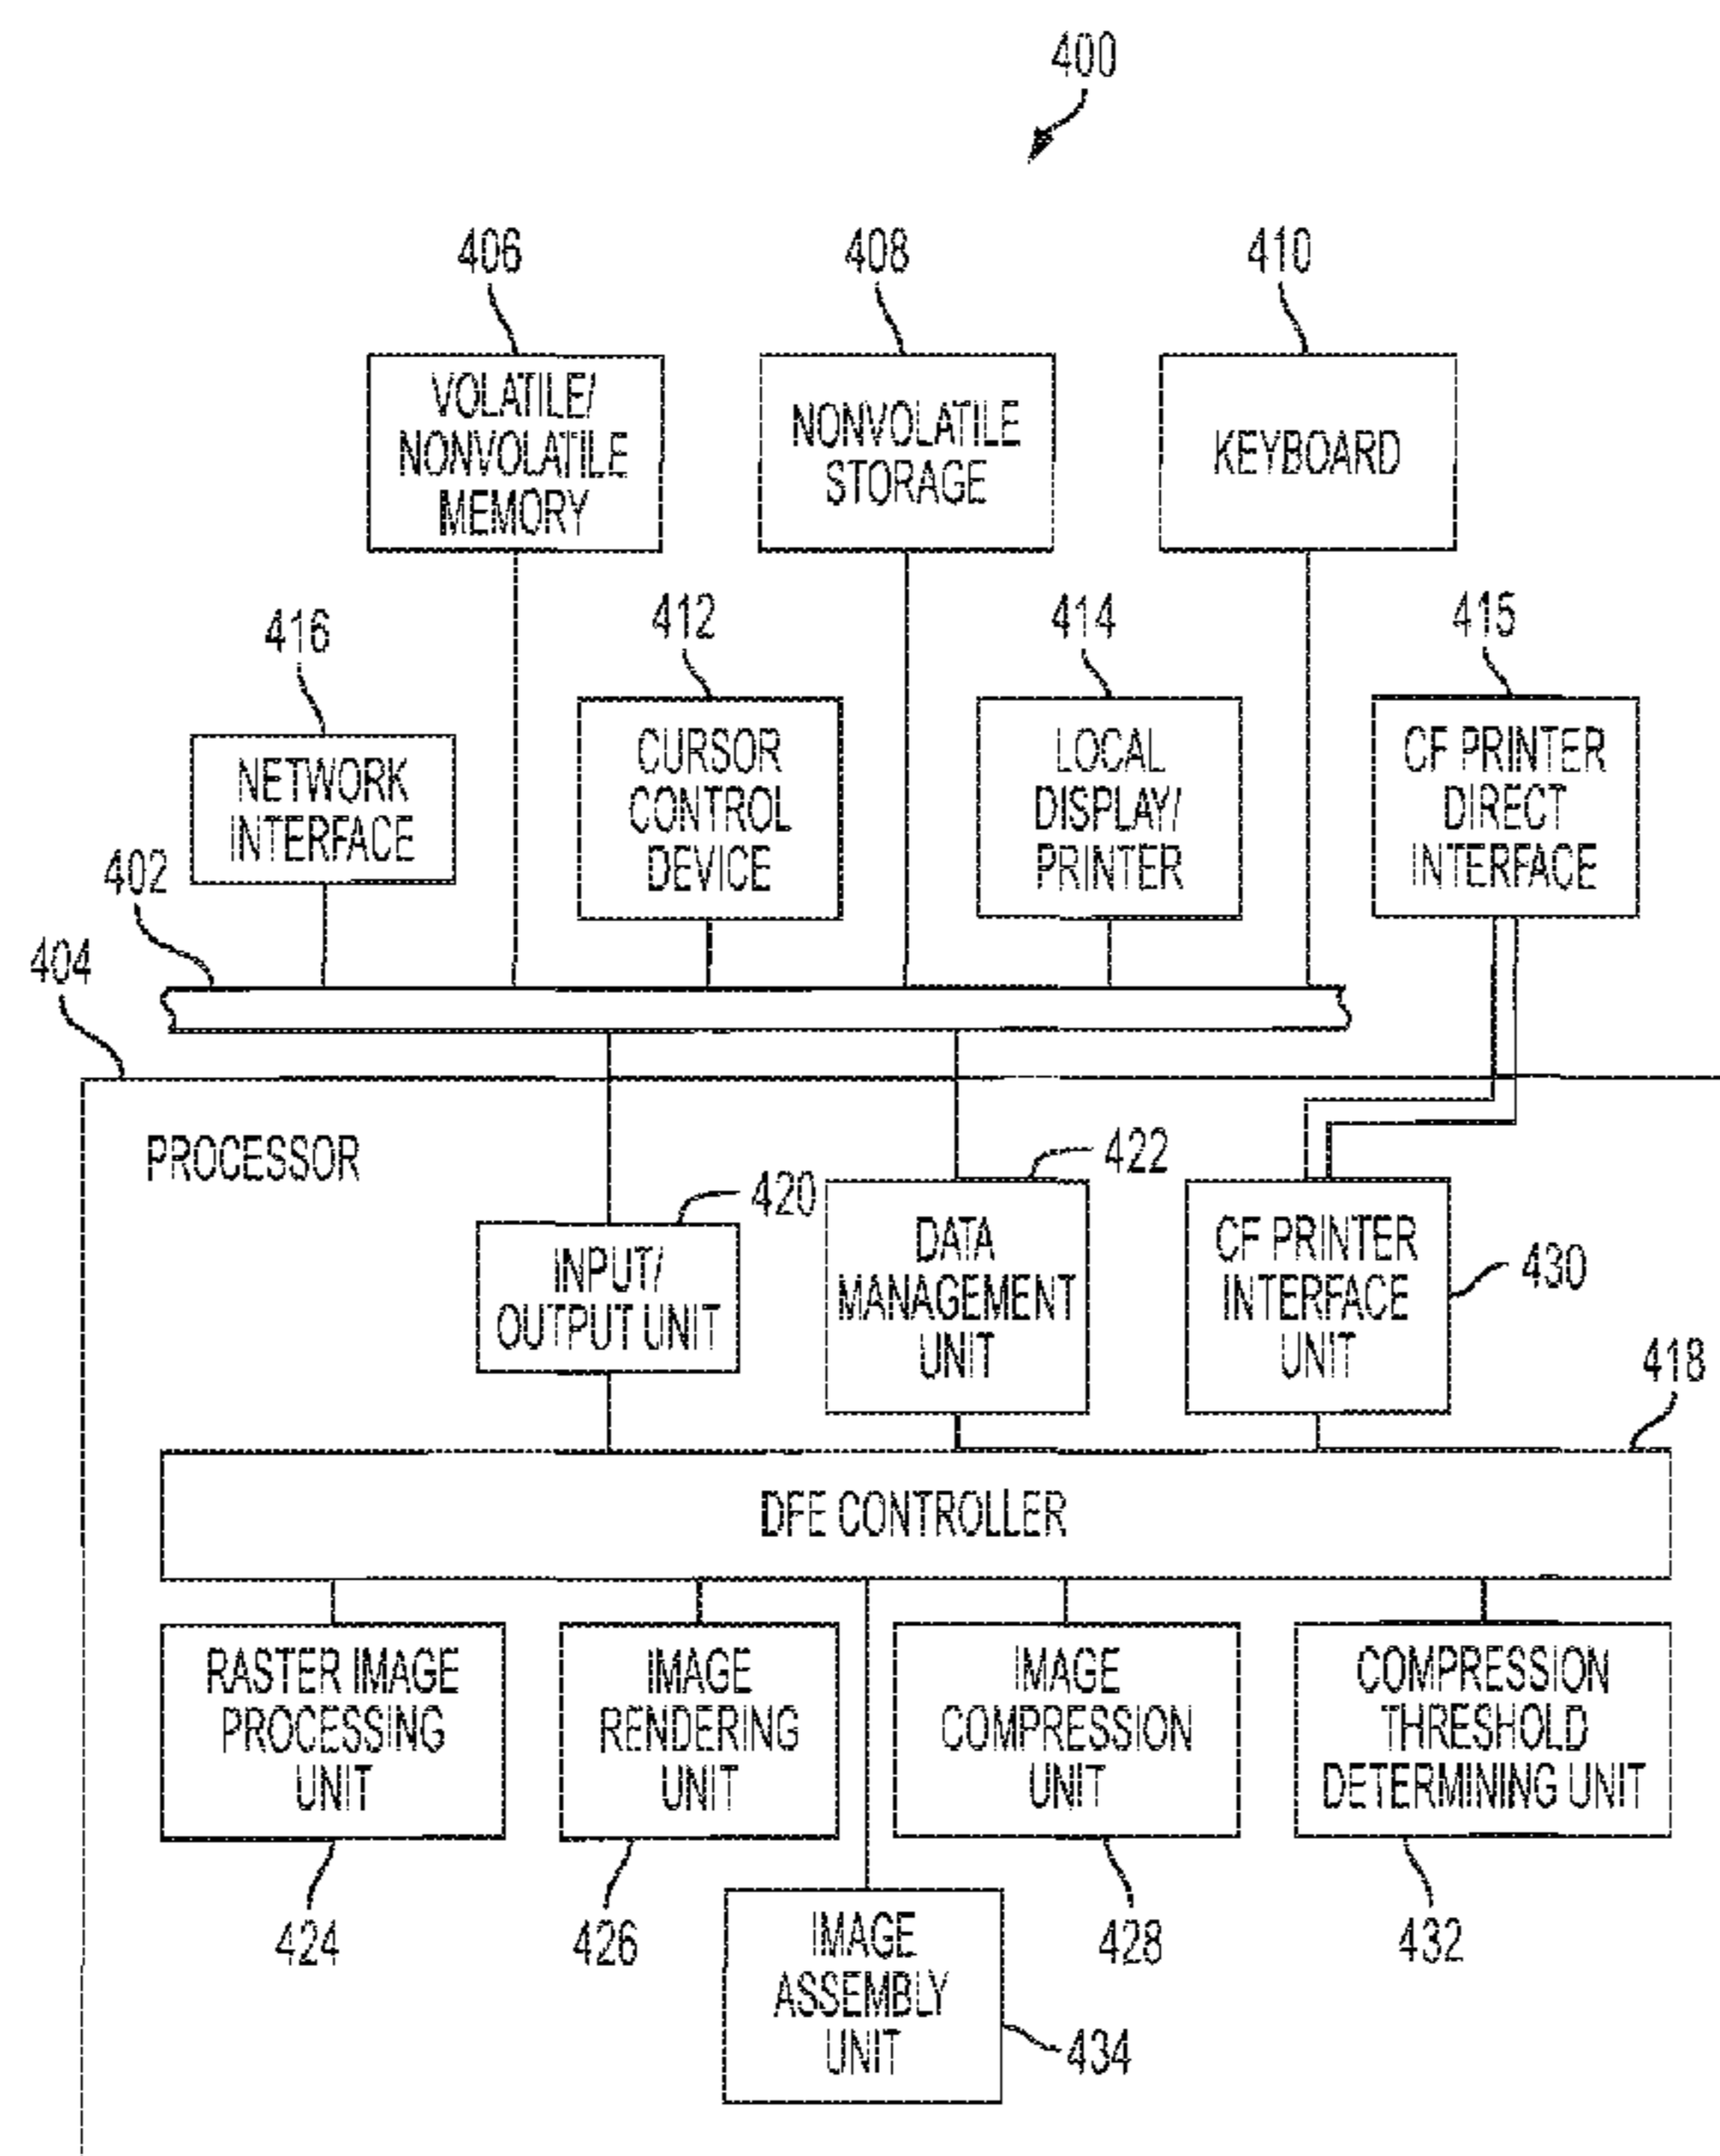 400
406
408
410
VOLATILE/
NONVOLATILE
MEMORY
NONVOLATILE
STORAGE
KEYBOARD
416
412
414
415
NETWORK
INTERFACE
CURSOR
CONTROL
DEVICE
LOCAL
DISPLAY/
PRINTER
CF PRINTER
DIRECT
INTERFACE
402
404
PROCESSOR
420
422
INPUT/
OUTPUT UNIT
DATA
MANAGEMENT
UNIT
CF PRINTER
INTERFACE
UNIT
430
418
DFE CONTROLLER
RASTER IMAGE
PROCESSING
UNIT
IMAGE
RENDERING
UNIT
IMAGE
COMPRESSION
UNIT
COMPRESSION
THRESHOLD
DETERMINING UNIT
424
426
428
432
IMAGE
ASSEMBLY
UNIT
434